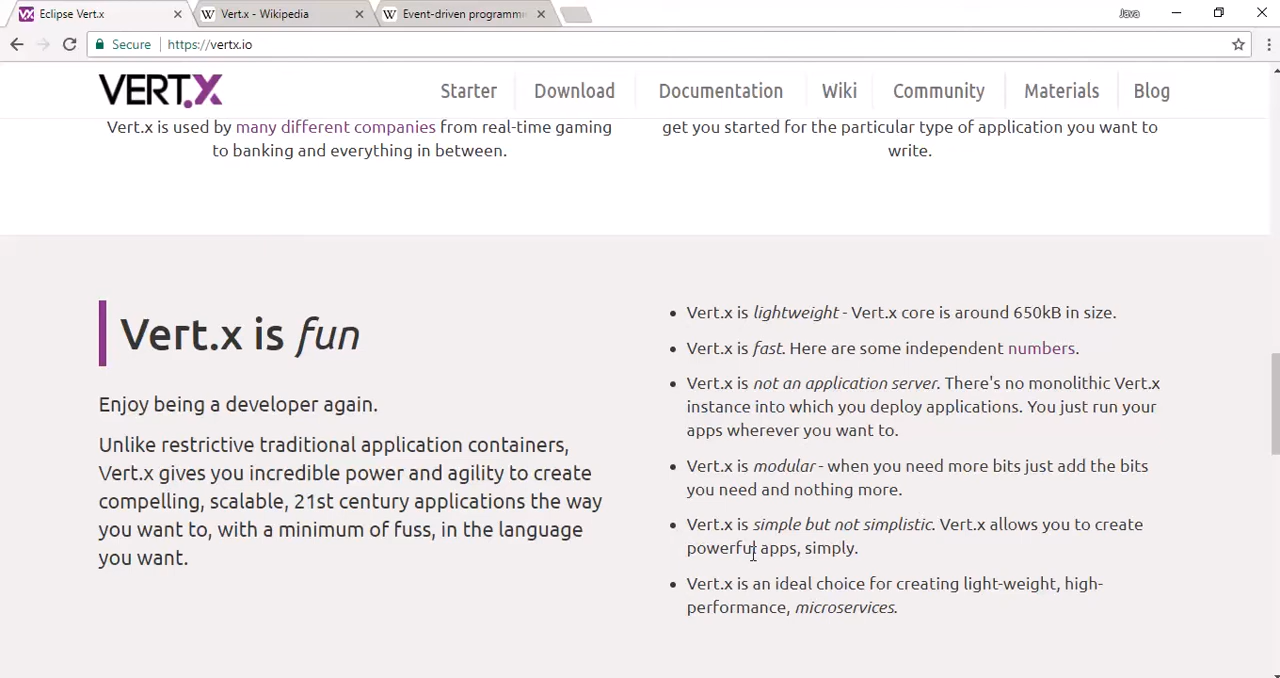 Eclipse Vert.x
Vert.x - Wikipedia
Event-driven programm
Java
Secure
https://vertx.io
VERT.X
Starter
Download
Documentation
Wiki
Community
Materials
Blog
Vert.x is used by many different companies from real-time gaming
to banking and everything in between.
get you started for the particular type of application you want to
write.
Vert.x is fun
Enjoy being a developer again.
Unlike restrictive traditional application containers,
Vert.x gives you incredible power and agility to create
compelling, scalable, 21st century applications the way
you want to, with a minimum of fuss, in the language
you want.
Vert.x is lightweight - Vert.x core is around 650kB in size.
Vert.x is fast. Here are some independent numbers.
Vert.x is not an application server. There's no monolithic Vert.x
instance into which you deploy applications. You just run your
apps wherever you want to.
Vert.x is modular - when you need more bits just add the bits
you need and nothing more.
Vert.x is simple but not simplistic. Vert.x allows you to create
powerful apps, simply.
Vert.x is an ideal choice for creating light-weight, high-
performance, microservices.